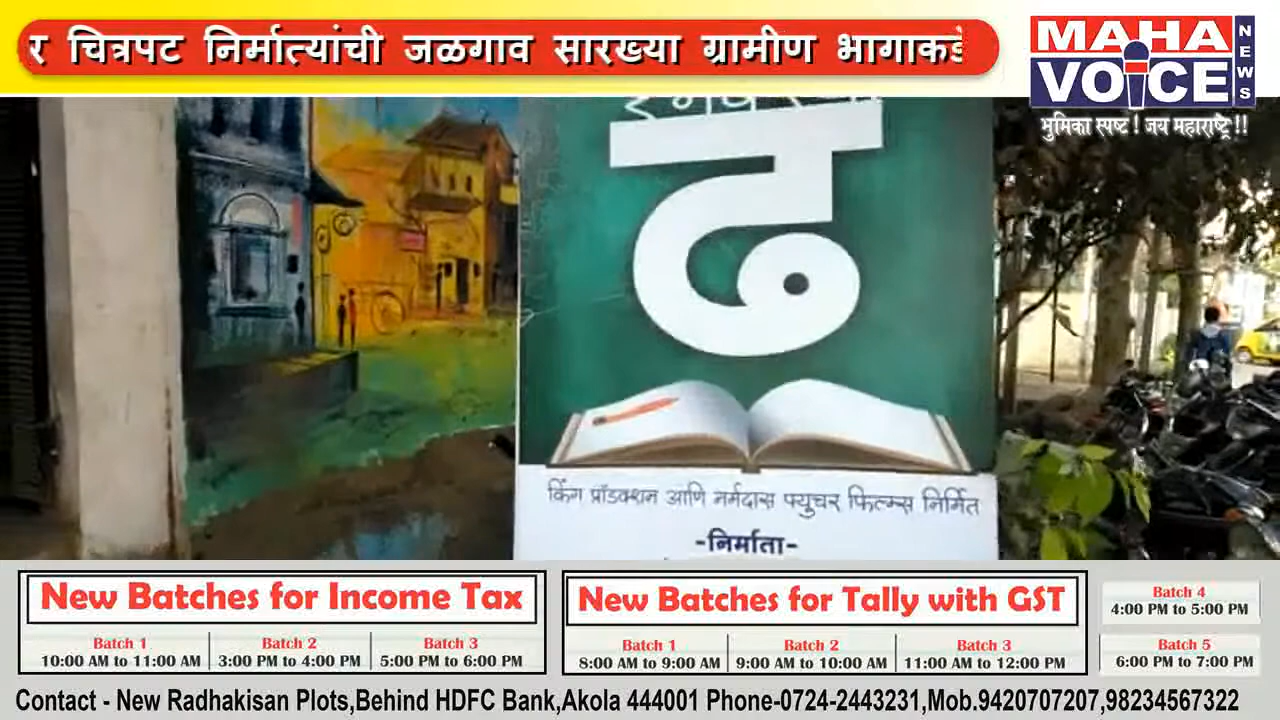 र चित्रपट निर्मात्यांची जळगाव सारख्या ग्रामीण भागाकडे
MAHA
VOICE
NEWS
भुमिका स्पष्ट ! जय महाराष्ट्र !!
ढ
किंग प्रॉडक्शन आणि नर्मदास फ्युचर फिल्म्स निर्मित
-निर्माता-
New Batches for Income Tax
Batch 1 Batch 2 Batch 3
10:00 AM to 11:00 AM 3:00 PM to 4:00 PM 5:00 PM to 6:00 PM
New Batches for Tally with GST
Batch 1 Batch 2 Batch 3
8:00 AM to 9:00 AM 9:00 AM to 10:00 AM 11:00 AM to 12:00 PM
Batch 4
4:00 PM to 5:00 PM
Batch 5
6:00 PM to 7:00 PM
Contact - New Radhakisan Plots,Behind HDFC Bank,Akola 444001 Phone-0724-2443231,Mob.9420707207,98234567322